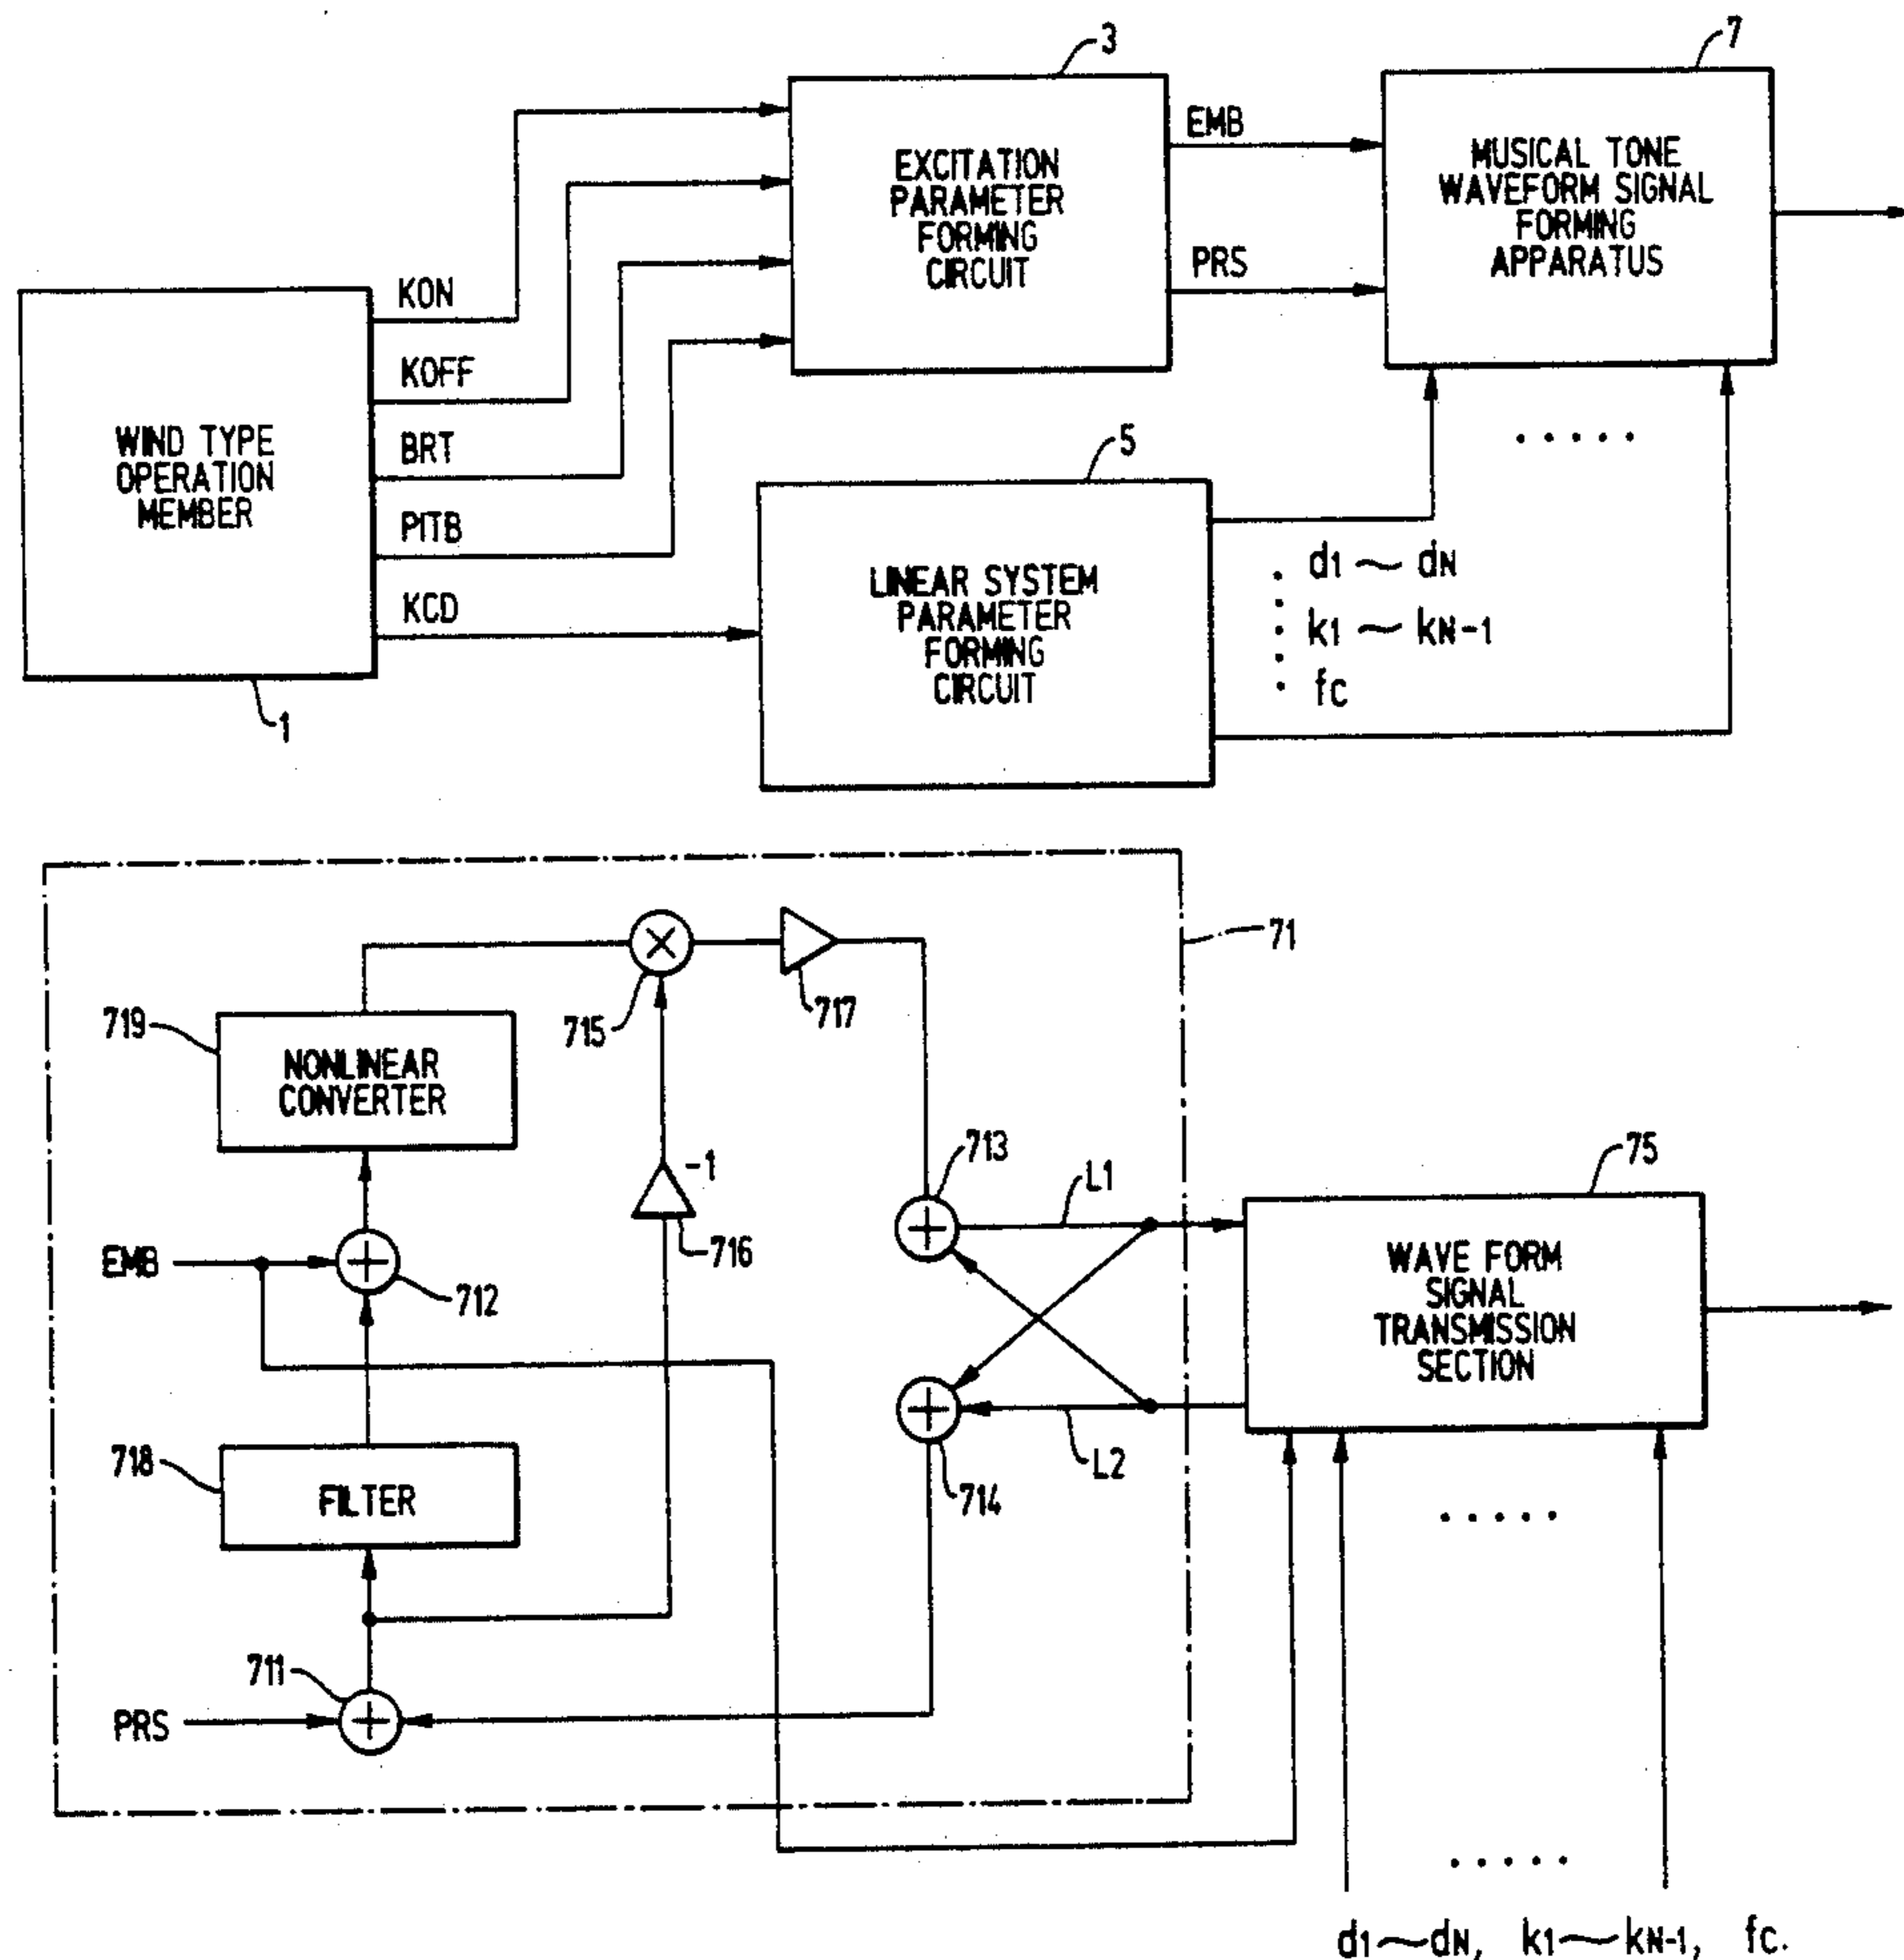 3
7
EXCITATION
PARAMETER
FORMING
CIRCUIT
EMB
PRS
MUSICAL TONE
WAVEFORM SIGNAL
FORMING
APPARATUS
WIND TYPE
OPERATION
MEMBER
KON
KOFF
BRT
PITB
KCD
1
5
LINEAR SYSTEM
PARAMETER
FORMING
CIRCUIT
.....
: d1 ~ dN
: k1 ~ kN-1
: fc
71
719
NONLINEAR
CONVERTER
715
717
-1
716
713
L1
75
WAVE FORM
SIGNAL
TRANSMISSION
SECTION
EMB
712
718
FILTER
714
L2
.....
711
PRS
.....
d1~dN, k1~kN-1, fc.